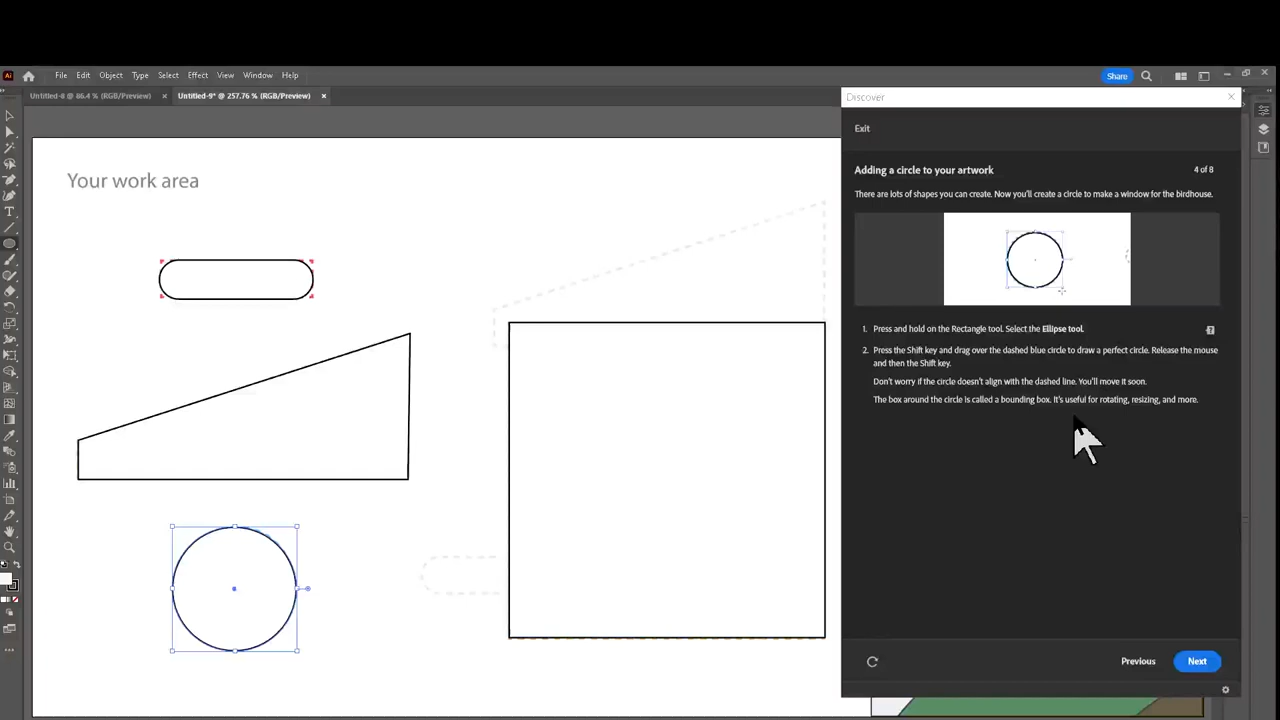 Ai File Edit Object Type Select Effect View Window Help Share
Untitled-8 @ 86.4 % (RGB/Preview) Untitled-9* @ 257.76 % (RGB/Preview)
Discover
Exit
Your work area
Adding a circle to your artwork 4 of 8
There are lots of shapes you can create. Now you'll create a circle to make a window for the birdhouse.
1. Press and hold on the Rectangle tool. Select the Ellipse tool.
2. Press the Shift key and drag over the dashed blue circle to draw a perfect circle. Release the mouse
and then the Shift key.
Don't worry if the circle doesn't align with the dashed line. You'll move it soon.
The box around the circle is called a bounding box. It's useful for rotating, resizing, and more.
Previous Next